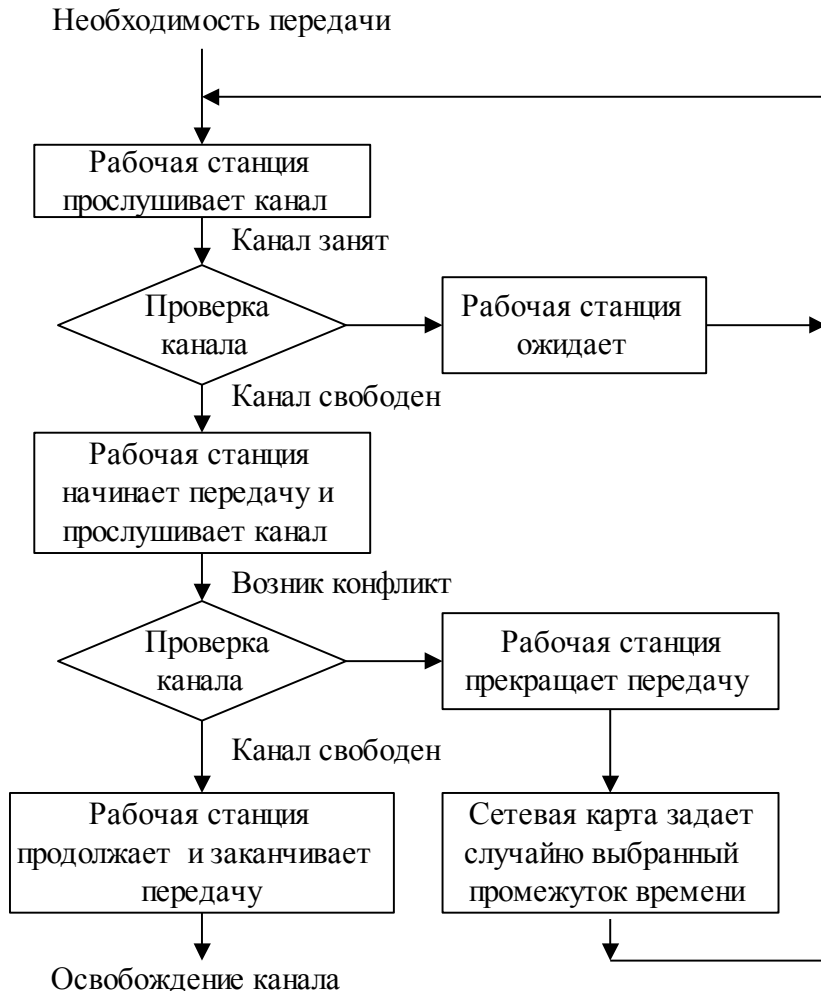 Необходимость передачи
Рабочая станция
прослушивает канал
Канал занят
Проверка
канала
Рабочая станция
ожидает
Канал свободен
Рабочая станция
начинает передачу и
прослушивает канал
Возник конфликт
Проверка
канала
Рабочая станция
прекращает передачу
Канал свободен
Рабочая станция
продолжает и заканчивает
передачу
Сетевая карта задает
случайно выбранный
промежуток времени
Освобождение канала